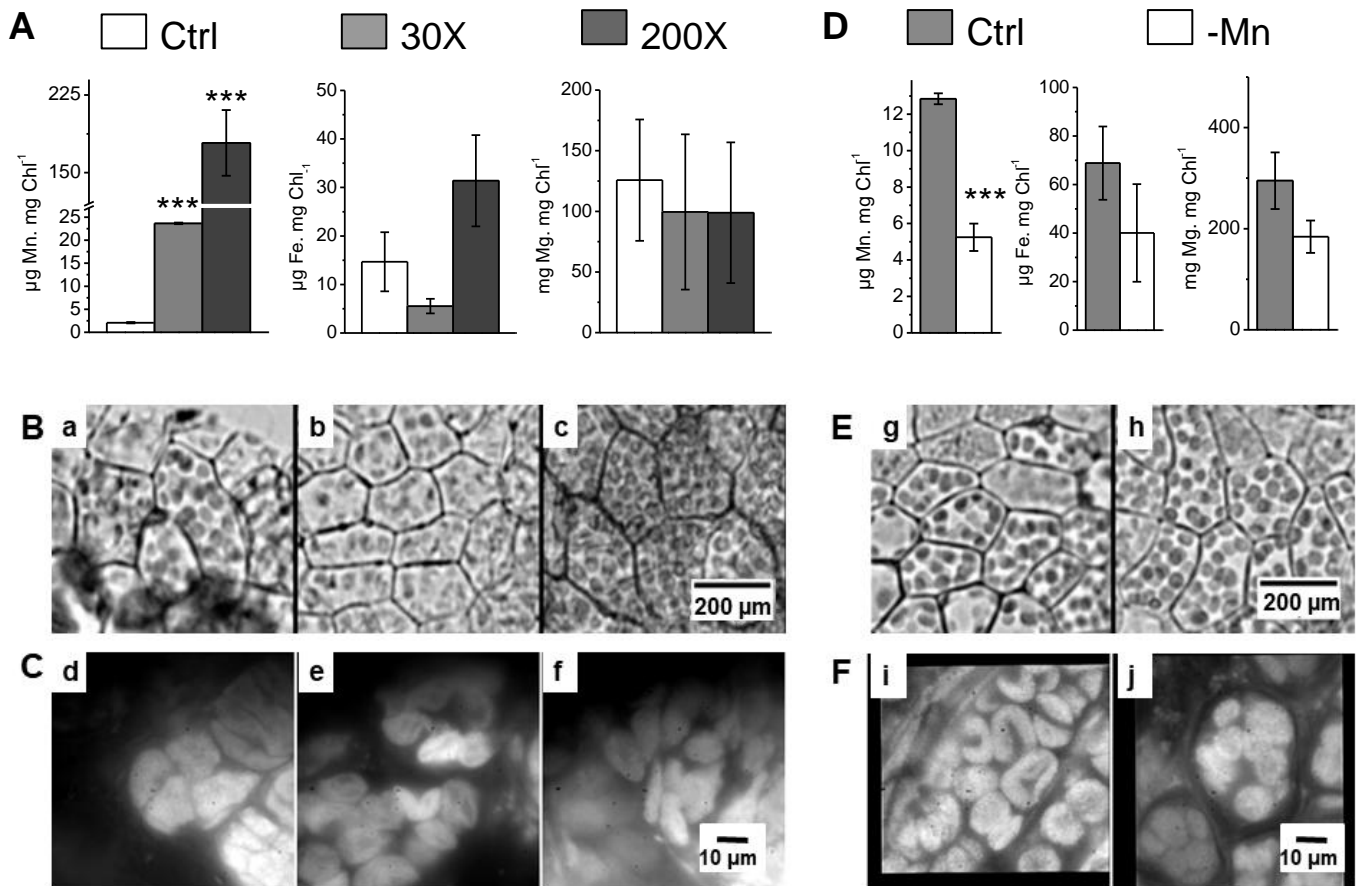 A
Ctrl
30X
200X
µg Mn. mg Chl-1
225
150
25
20
15
10
5
0
***
***
µg Fe. mg Chl-1
50
40
30
20
10
0
mg Mg. mg Chl-1
200
150
100
50
0
D
Ctrl
-Mn
µg Mn. mg Chl-1
12
10
8
6
4
2
0
***
µg Fe. mg Chl-1
100
80
60
40
20
0
mg Mg. mg Chl-1
400
200
0
B
a
b
c
200 µm
E
g
h
200 µm
C
d
e
f
10 µm
F
i
j
10 µm